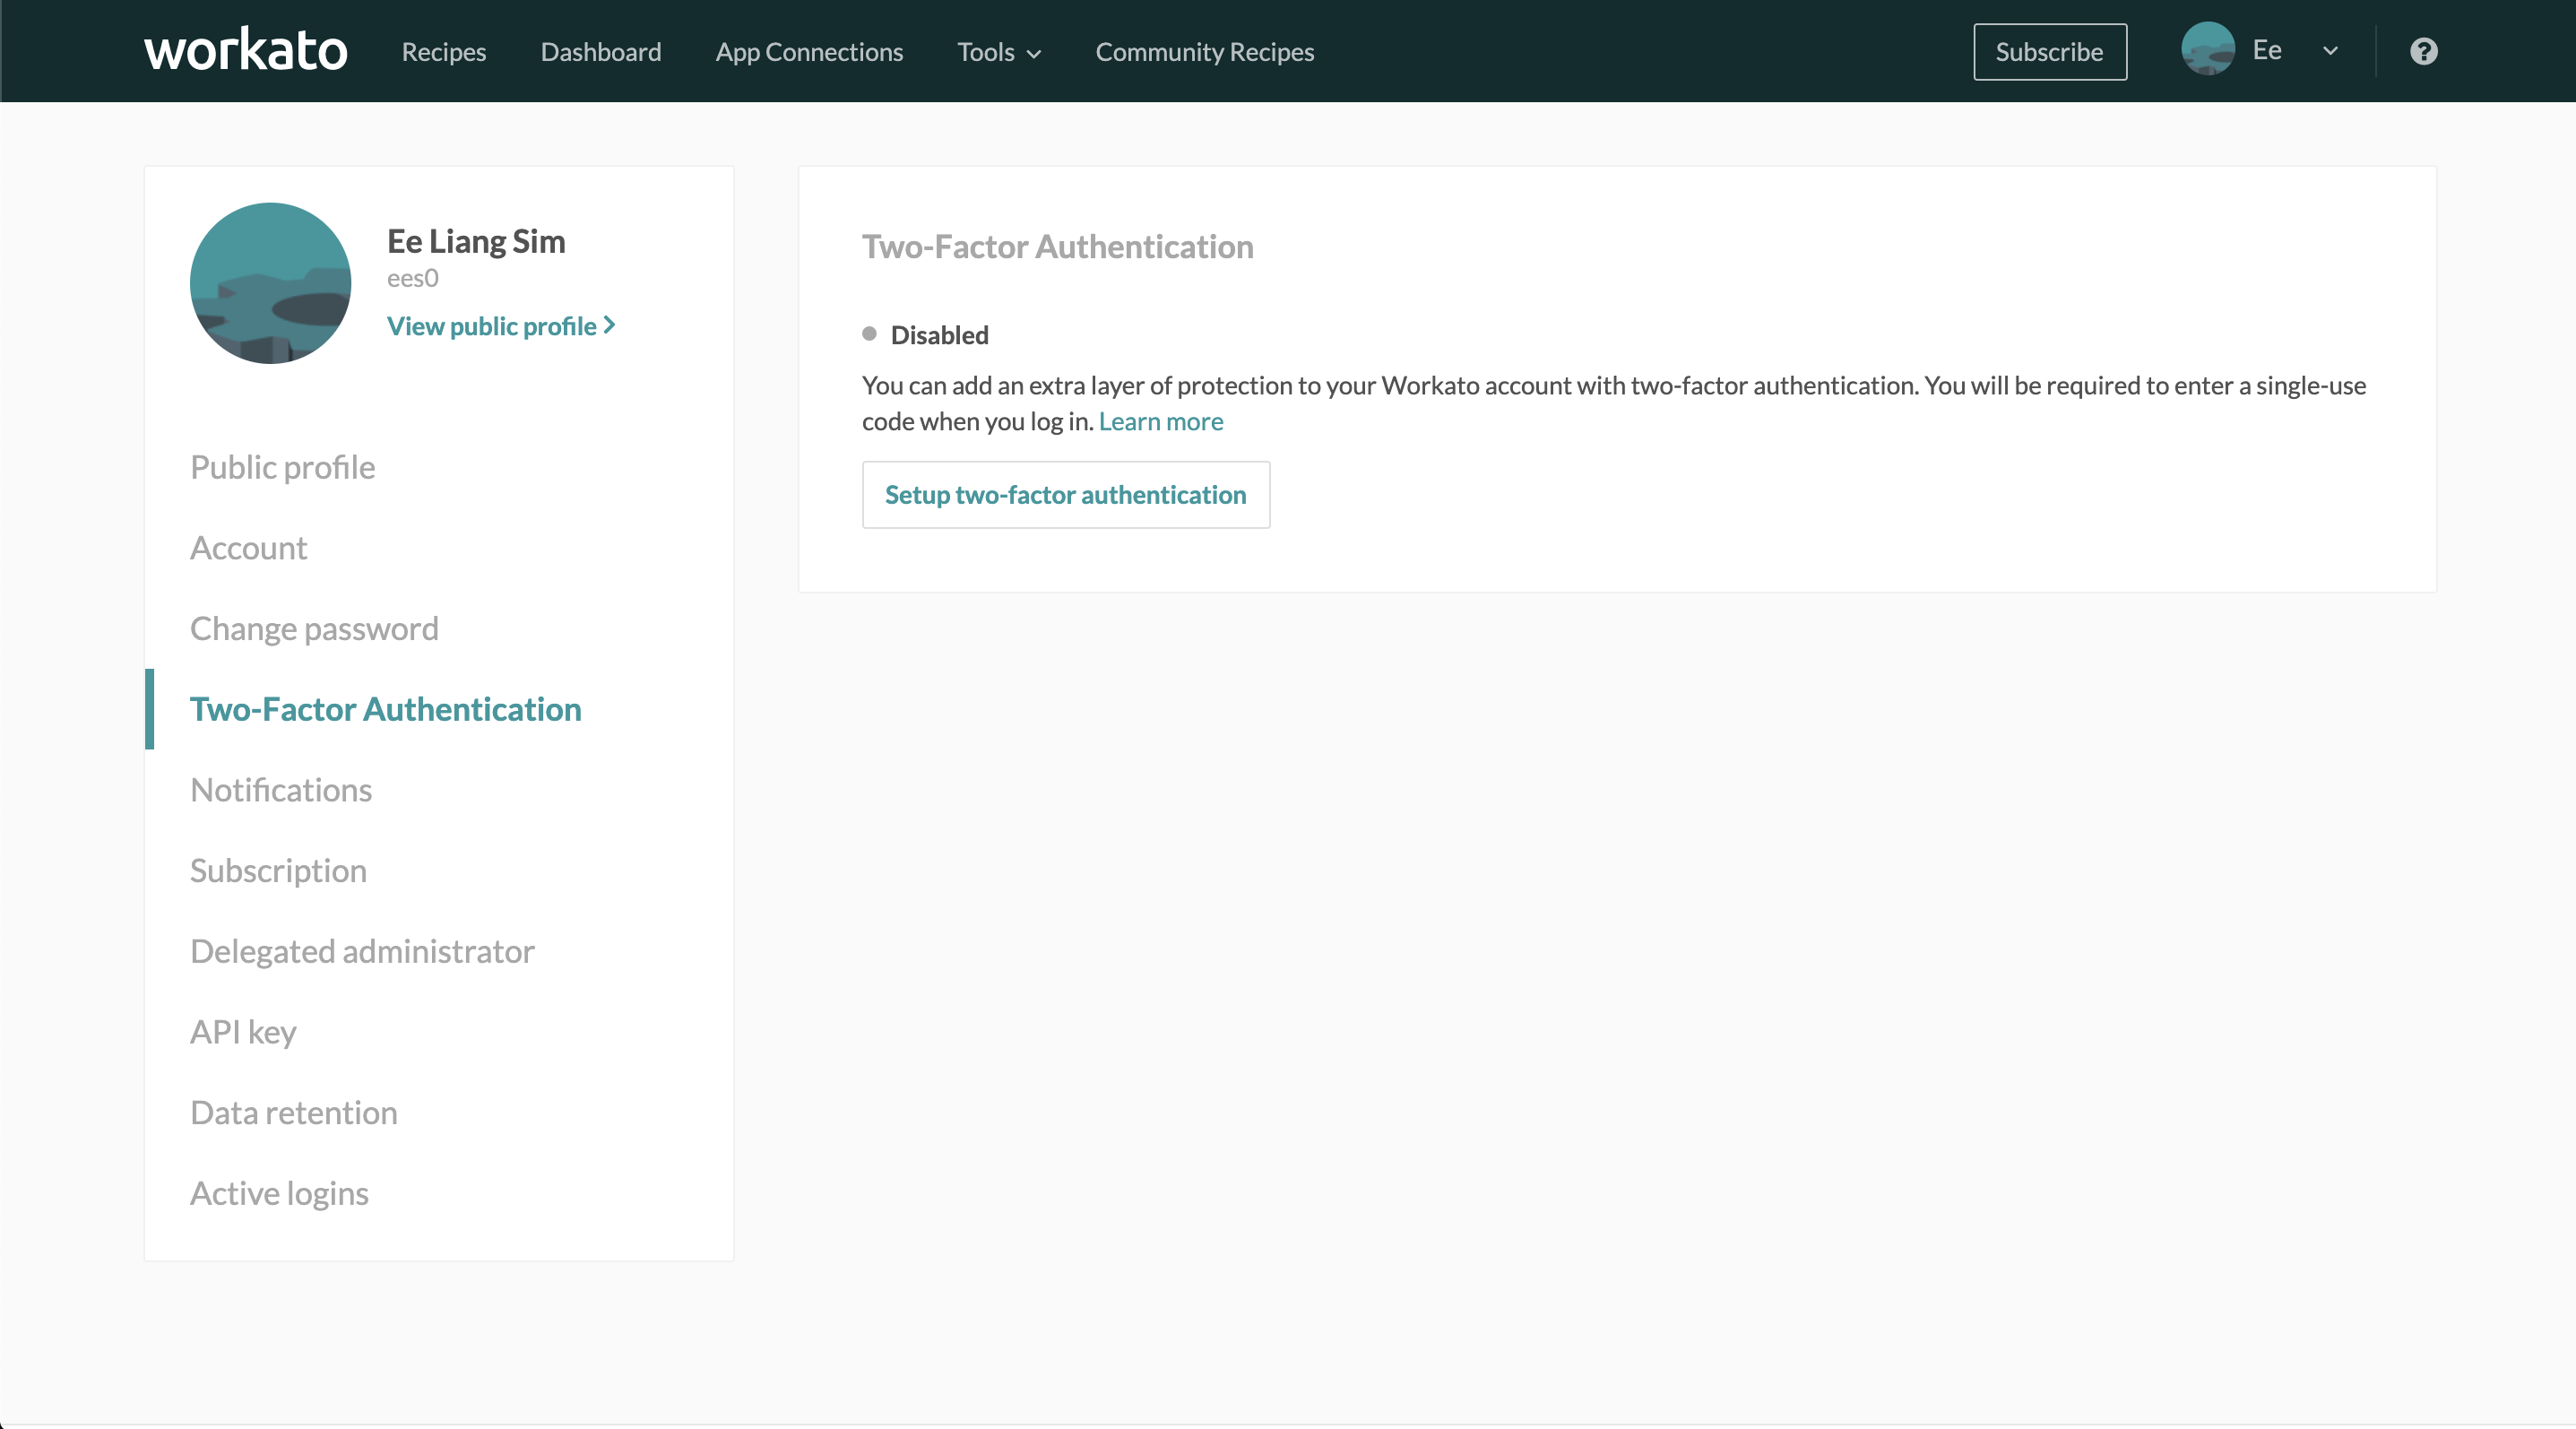 workato
Recipes
Dashboard
App Connections
Tools
Community Recipes
Subscribe
Ee
Ee Liang Sim
ees0
View public profile
Public profile
Account
Change password
Two-Factor Authentication
Notifications
Subscription
Delegated administrator
API key
Data retention
Active logins
Two-Factor Authentication
Disabled
You can add an extra layer of protection to your Workato account with two-factor authentication. You will be required to enter a single-use
code when you log in. Learn more
Setup two-factor authentication